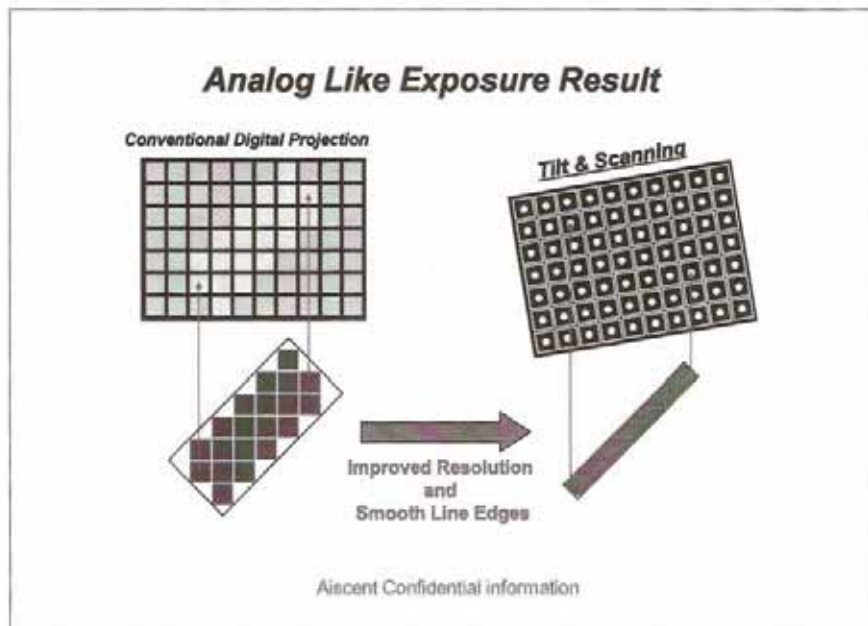 Analog Like Exposure Result
Conventional Digital Projection
Tilt & Scanning
Improved Resolution
and
Smooth Line Edges
Aiscent Confidential information